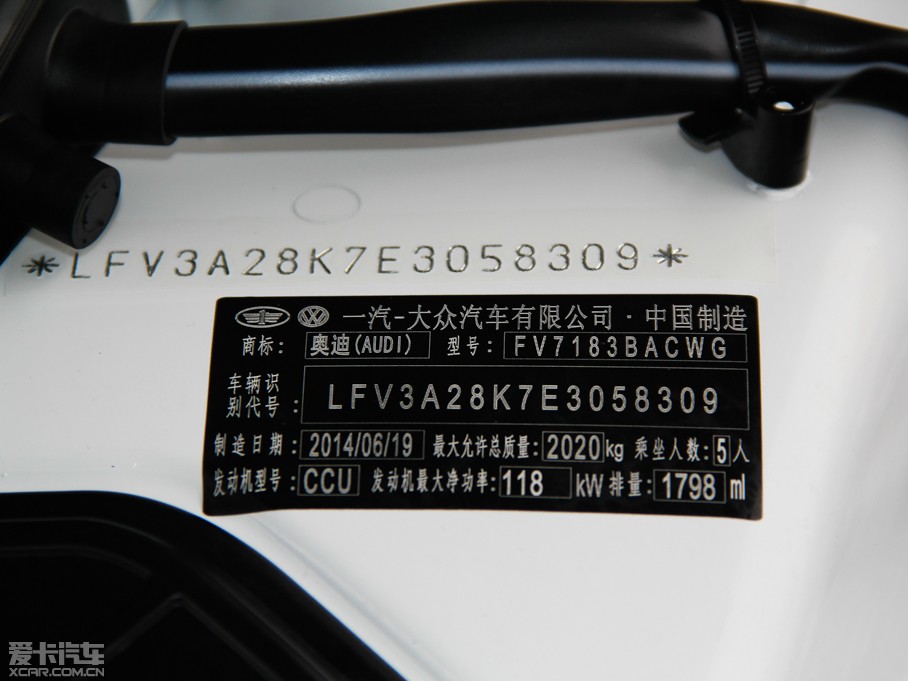 *LFV3A28K7E3058309*
一汽-大众汽车有限公司·中国制造
商标: 奥迪(AUDI) 型号: FV7183BACWG
车辆识别代号: LFV3A28K7E3058309
制造日期: 2014/06/19 最大允许总质量: 2020 kg 乘坐人数: 5人
发动机型号: CCU 发动机最大净功率: 118 kW 排量: 1798 ml
爱卡汽车
XCAR.COM.CN